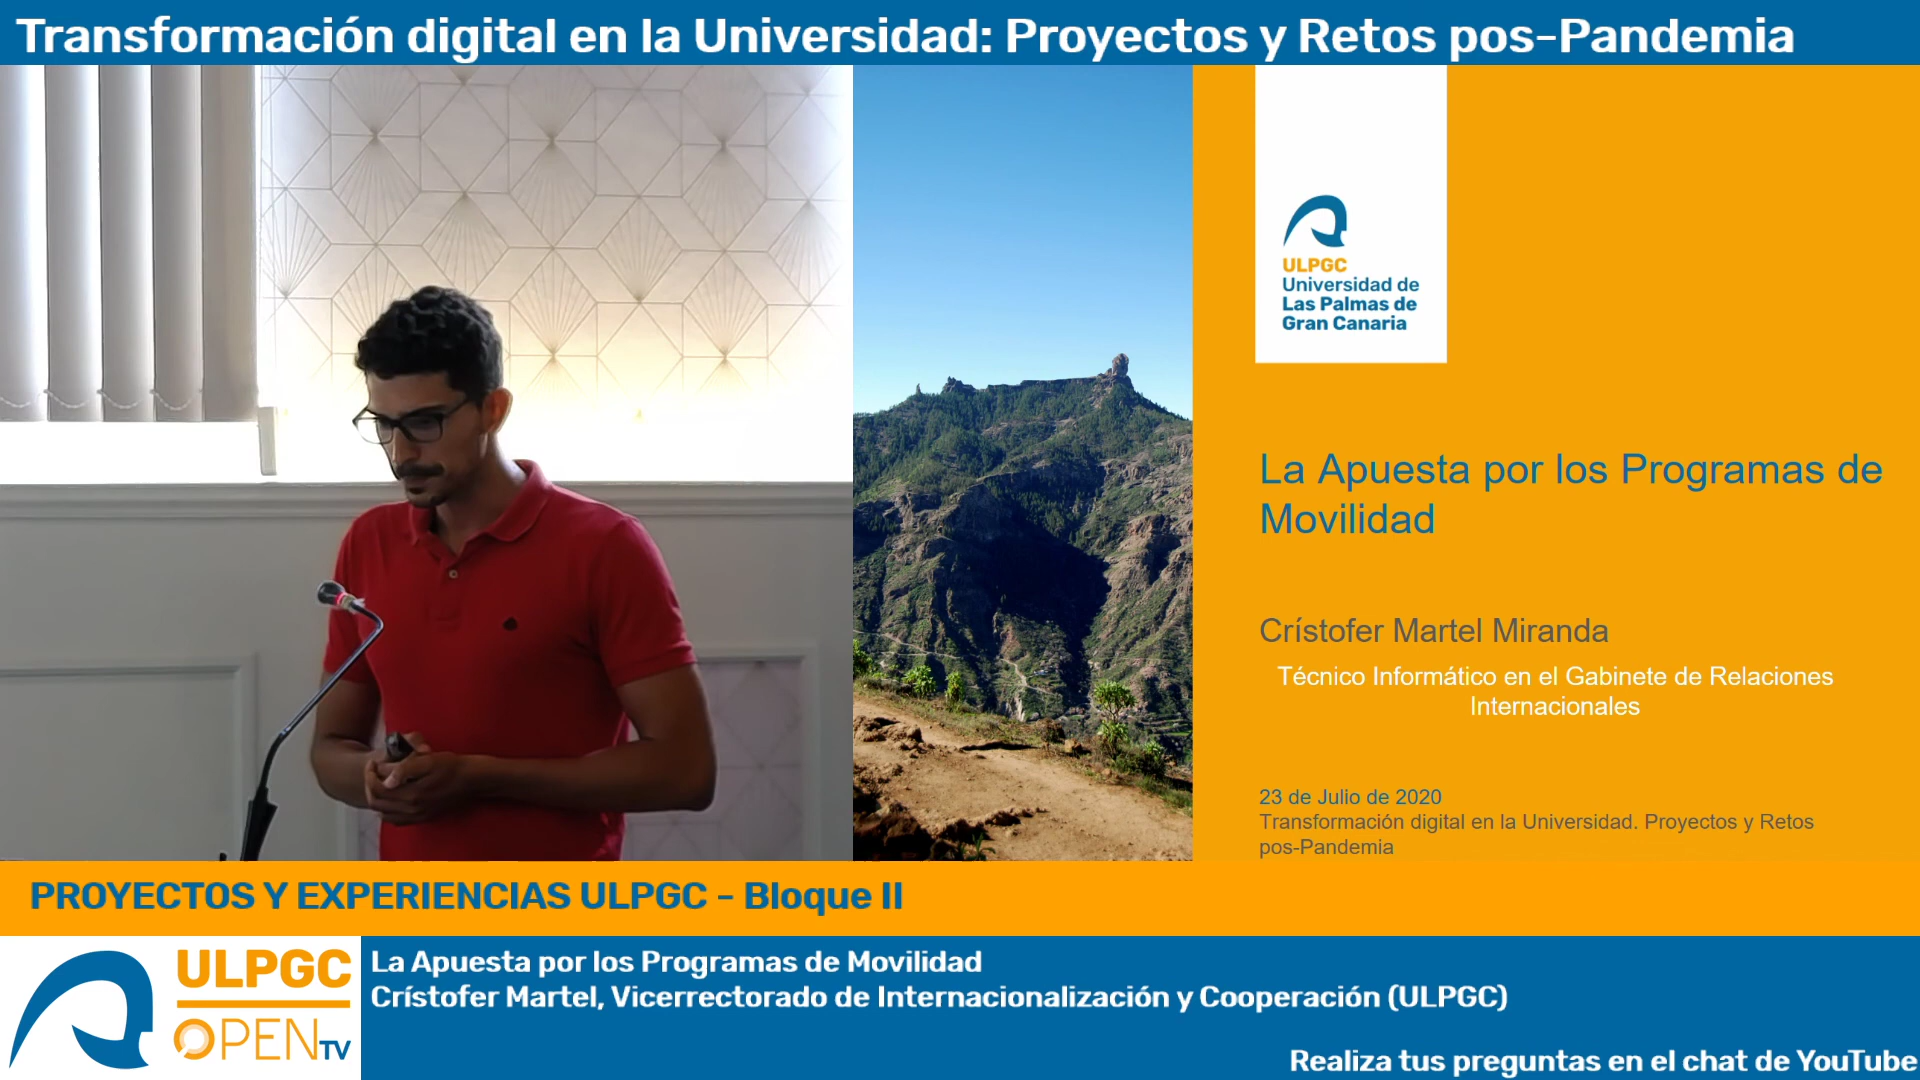 Transformación digital en la Universidad: Proyectos y Retos pos-Pandemia
ULPGC
Universidad de
Las Palmas de
Gran Canaria
La Apuesta por los Programas de
Movilidad
Crístofer Martel Miranda
Técnico Informático en el Gabinete de Relaciones
Internacionales
23 de Julio de 2020
Transformación digital en la Universidad. Proyectos y Retos
pos-Pandemia
PROYECTOS Y EXPERIENCIAS ULPGC - Bloque II
ULPGC
OPENTV
La Apuesta por los Programas de Movilidad
Crístofer Martel, Vicerrectorado de Internacionalización y Cooperación (ULPGC)
Realiza tus preguntas en el chat de YouTube